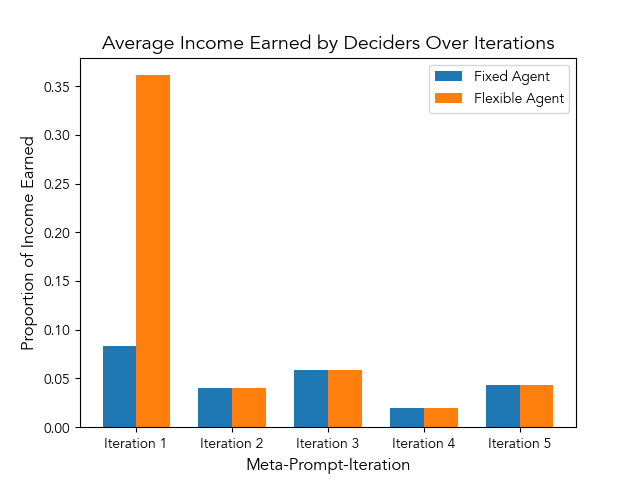 Average Income Earned by Deciders Over Iterations
Fixed Agent
Flexible Agent
Proportion of Income Earned
0.35
0.30
0.25
0.20
0.15
0.10
0.05
0.00
Iteration 1 Iteration 2 Iteration 3 Iteration 4 Iteration 5
Meta-Prompt-Iteration